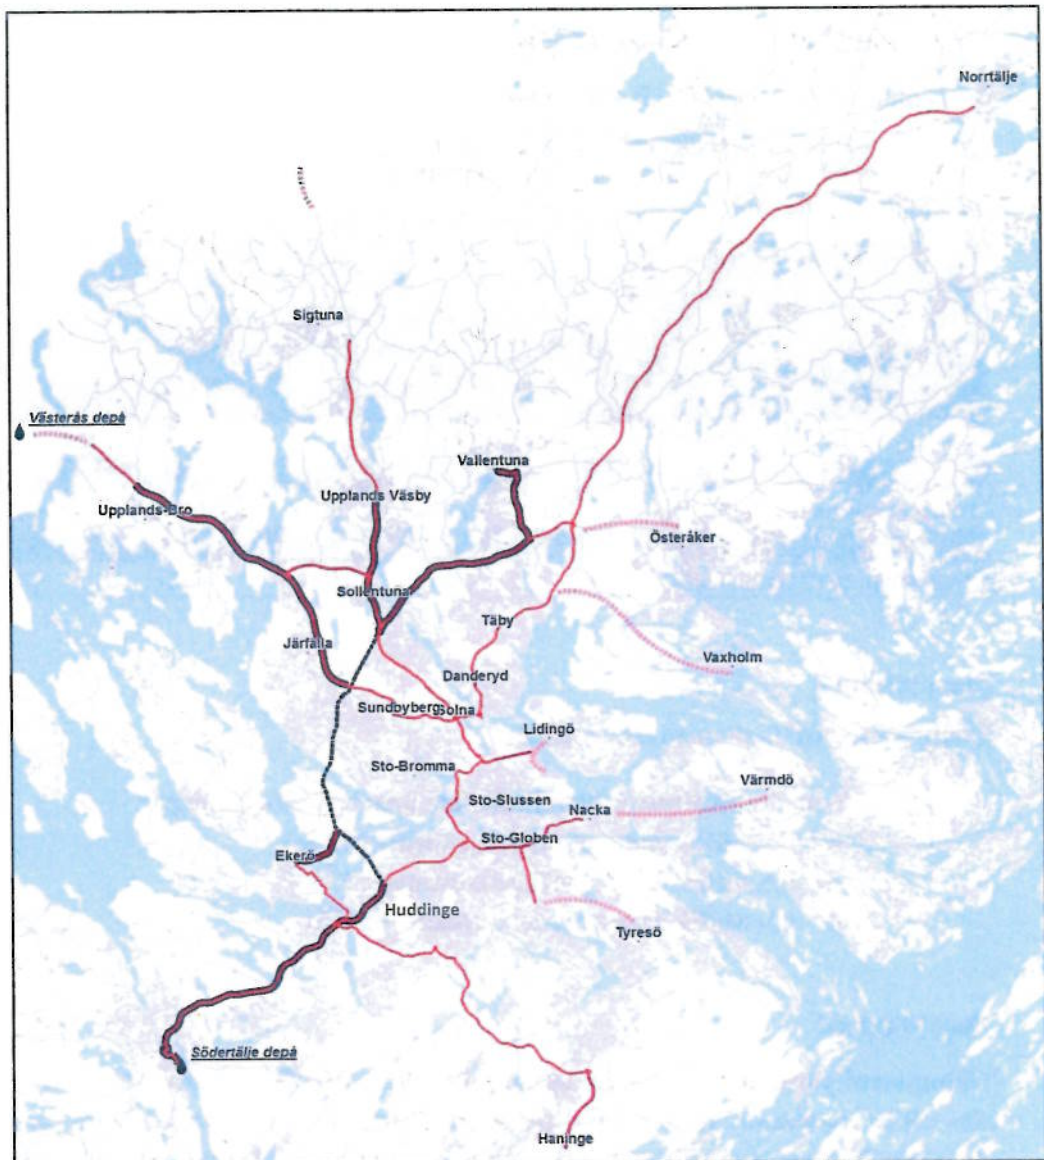 Norrtälje
Sigtuna
Västerås depå
Vallentuna
Upplands Väsby
Upplands-Bro
Österåker
Sollentuna
Täby
Järfälla
Vaxholm
Danderyd
Sundbyberg
Solna
Lidingö
Sto-Bromma
Värmdö
Sto-Slussen
Nacka
Sto-Globen
Ekerö
Huddinge
Tyresö
Södertälje depå
Haninge